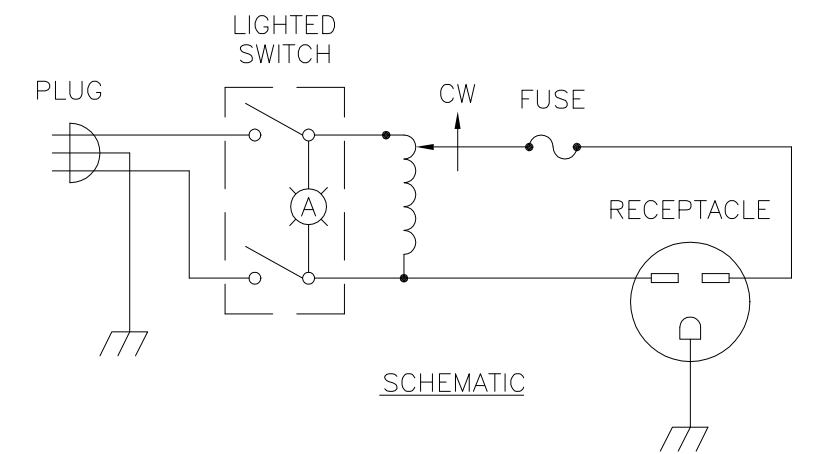 LIGHTED
SWITCH
PLUG
CW
FUSE
RECEPTACLE
A
SCHEMATIC